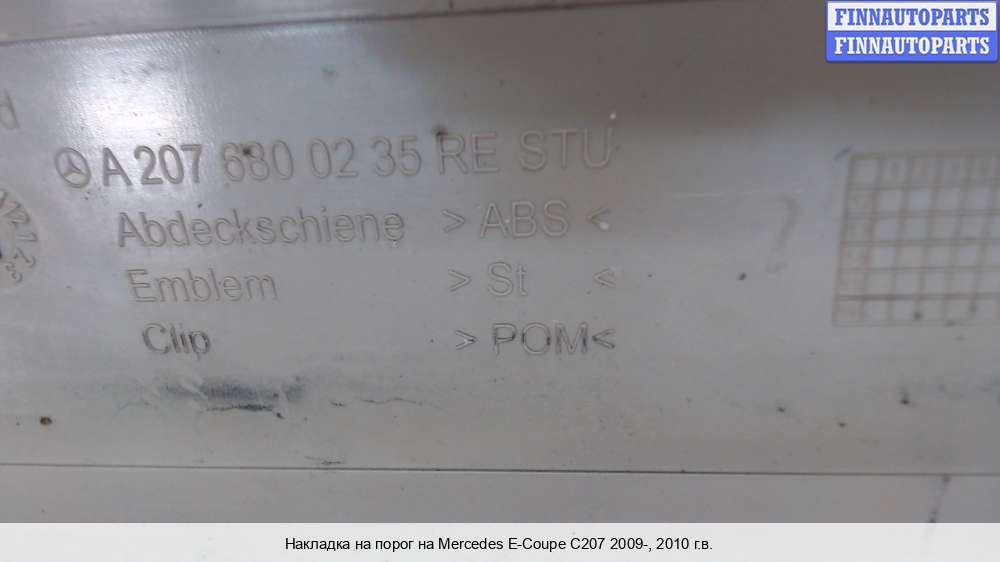 FINNAUTOPARTS
FINNAUTOPARTS
d
A 207 680 02 35 RE STU
Abdeckschiene > ABS <
Emblem > St <
Clip > POM <
Накладка на порог на Mercedes E-Coupe C207 2009-, 2010 г.в.